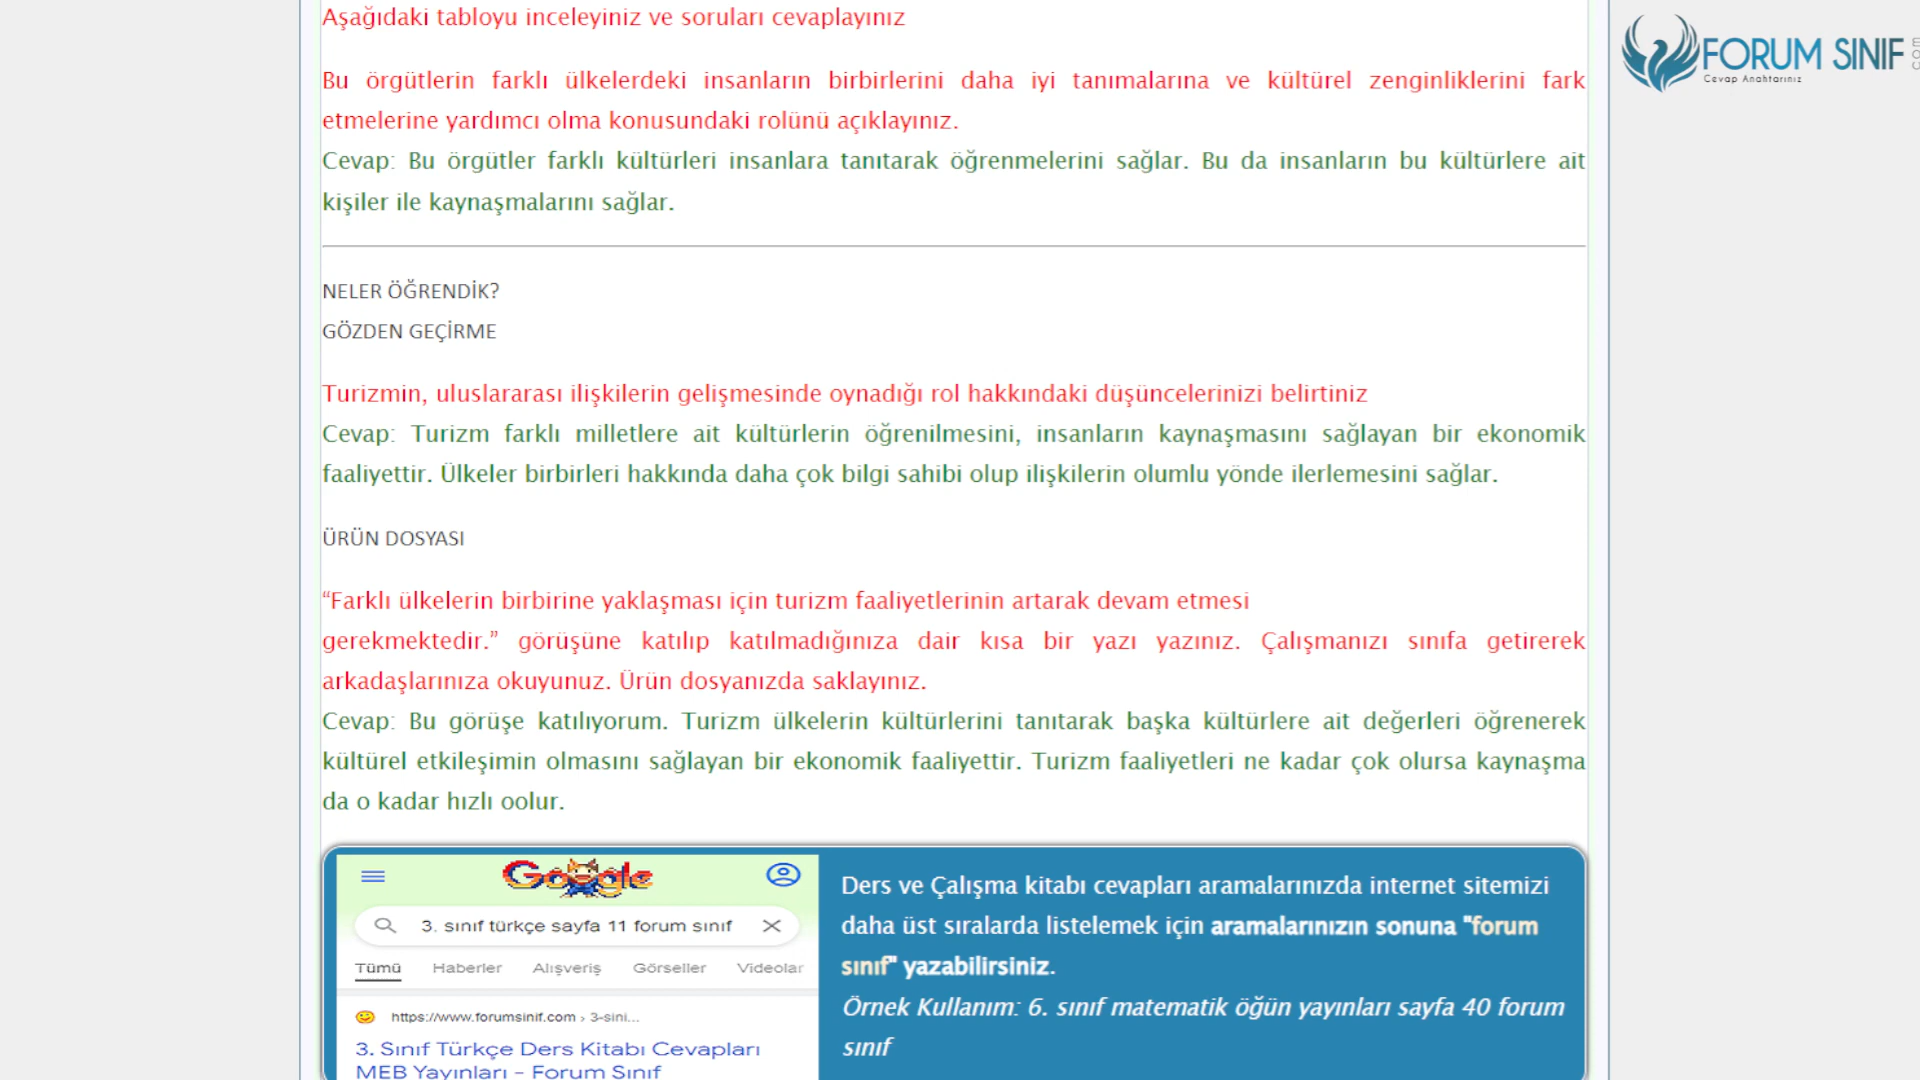 Aşağıdaki tabloyu inceleyiniz ve soruları cevaplayınız
FORUM SINIF
com
Cevap Anahtarınız
Bu örgütlerin farklı ülkelerdeki insanların birbirlerini daha iyi tanımalarına ve kültürel zenginliklerini fark
etmelerine yardımcı olma konusundaki rolünü açıklayınız.
Cevap: Bu örgütler farklı kültürleri insanlara tanıtarak öğrenmelerini sağlar. Bu da insanların bu kültürlere ait
kişiler ile kaynaşmalarını sağlar.
NELER ÖĞRENDİK?
GÖZDEN GEÇİRME
Turizmin, uluslararası ilişkilerin gelişmesinde oynadığı rol hakkındaki düşüncelerinizi belirtiniz
Cevap: Turizm farklı milletlere ait kültürlerin öğrenilmesini, insanların kaynaşmasını sağlayan bir ekonomik
faaliyettir. Ülkeler birbirleri hakkında daha çok bilgi sahibi olup ilişkilerin olumlu yönde ilerlemesini sağlar.
ÜRÜN DOSYASI
“Farklı ülkelerin birbirine yaklaşması için turizm faaliyetlerinin artarak devam etmesi
gerekmektedir.” görüşüne katılıp katılmadığınıza dair kısa bir yazı yazınız. Çalışmanızı sınıfa getirerek
arkadaşlarınıza okuyunuz. Ürün dosyanızda saklayınız.
Cevap: Bu görüşe katılıyorum. Turizm ülkelerin kültürlerini tanıtarak başka kültürlere ait değerleri öğrenerek
kültürel etkileşimin olmasını sağlayan bir ekonomik faaliyettir. Turizm faaliyetleri ne kadar çok olursa kaynaşma
da o kadar hızlı oolur.
Google
3. sınıf türkçe sayfa 11 forum sınıf
Tümü Haberler Alışveriş Görseller Videolar
https://www.forumsinif.com › 3-sini...
3. Sınıf Türkçe Ders Kitabı Cevapları
MEB Yayınları - Forum Sınıf
Ders ve Çalışma kitabı cevapları aramalarınızda internet sitemizi
daha üst sıralarda listelemek için aramalarınızın sonuna "forum
sınıf" yazabilirsiniz.
Örnek Kullanım: 6. sınıf matematik öğün yayınları sayfa 40 forum
sınıf